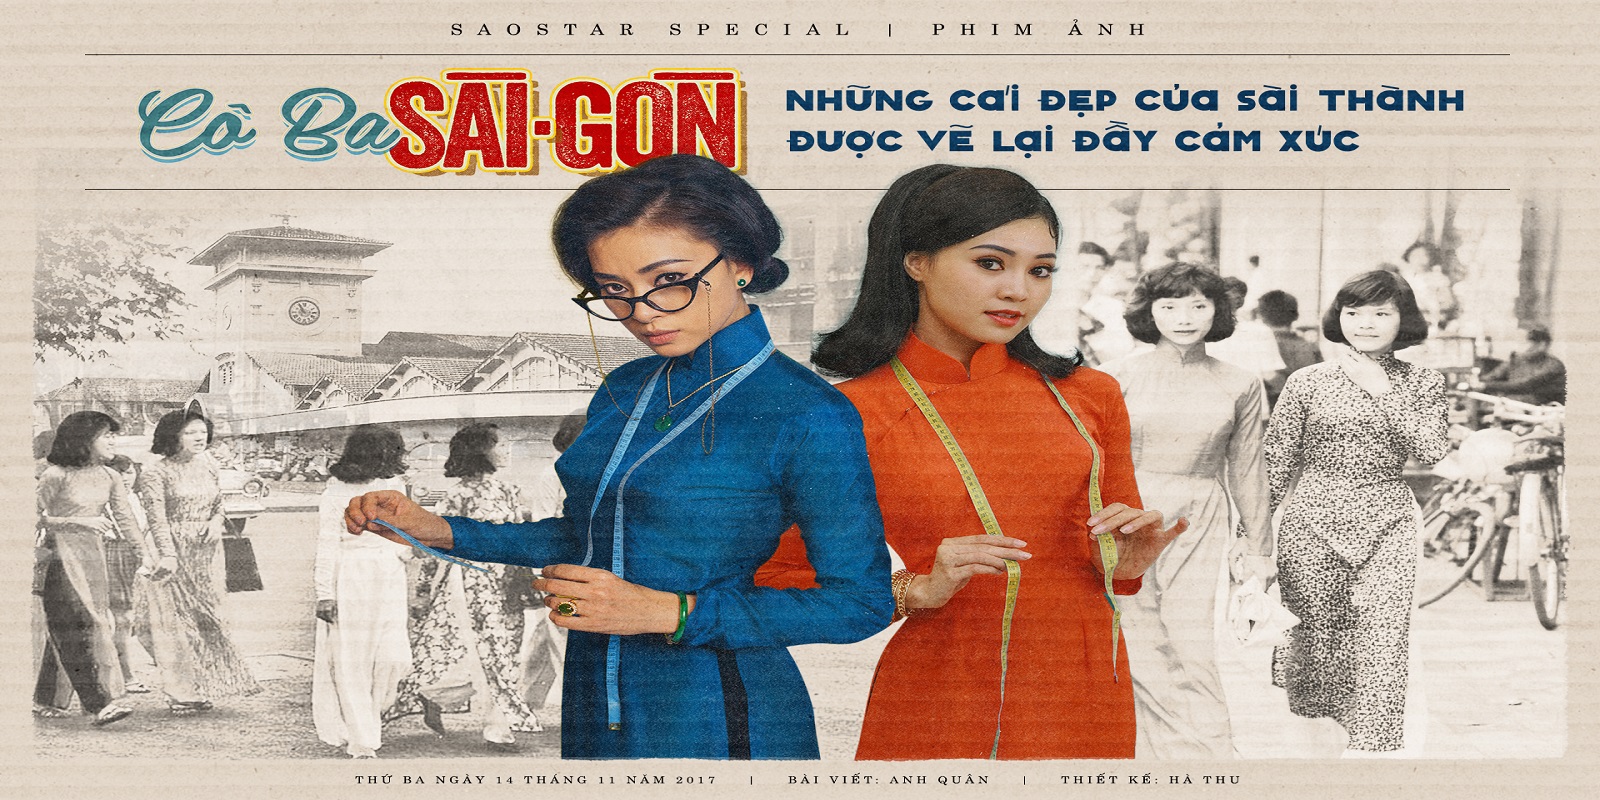 SAOSTAR SPECIAL | PHIM ẢNH
Cô Ba SÀI-GÒN
NHỮNG CÁI ĐẸP CỦA SÀI THÀNH
ĐƯỢC VẼ LẠI ĐẦY CẢM XÚC
THỨ BA NGÀY 14 THÁNG 11 NĂM 2017 | BÀI VIẾT: ANH QUÂN | THIẾT KẾ: HÀ THU